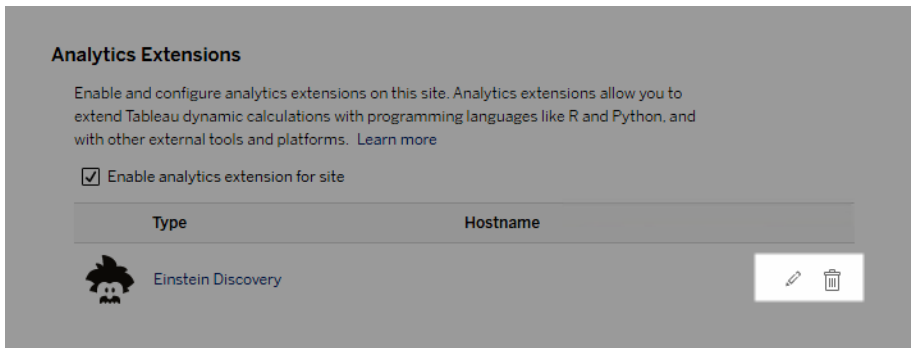 Analytics Extensions
Enable and configure analytics extensions on this site. Analytics extensions allow you to
extend Tableau dynamic calculations with programming languages like R and Python, and
with other external tools and platforms. Learn more
Enable analytics extension for site
Type Hostname
Einstein Discovery